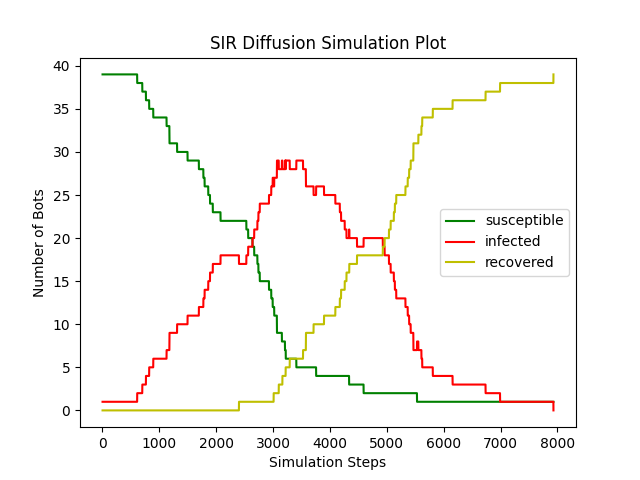 SIR Diffusion Simulation Plot
40
35
30
25
20
15
10
5
0
Number of Bots
susceptible
infected
recovered
0 1000 2000 3000 4000 5000 6000 7000 8000
Simulation Steps